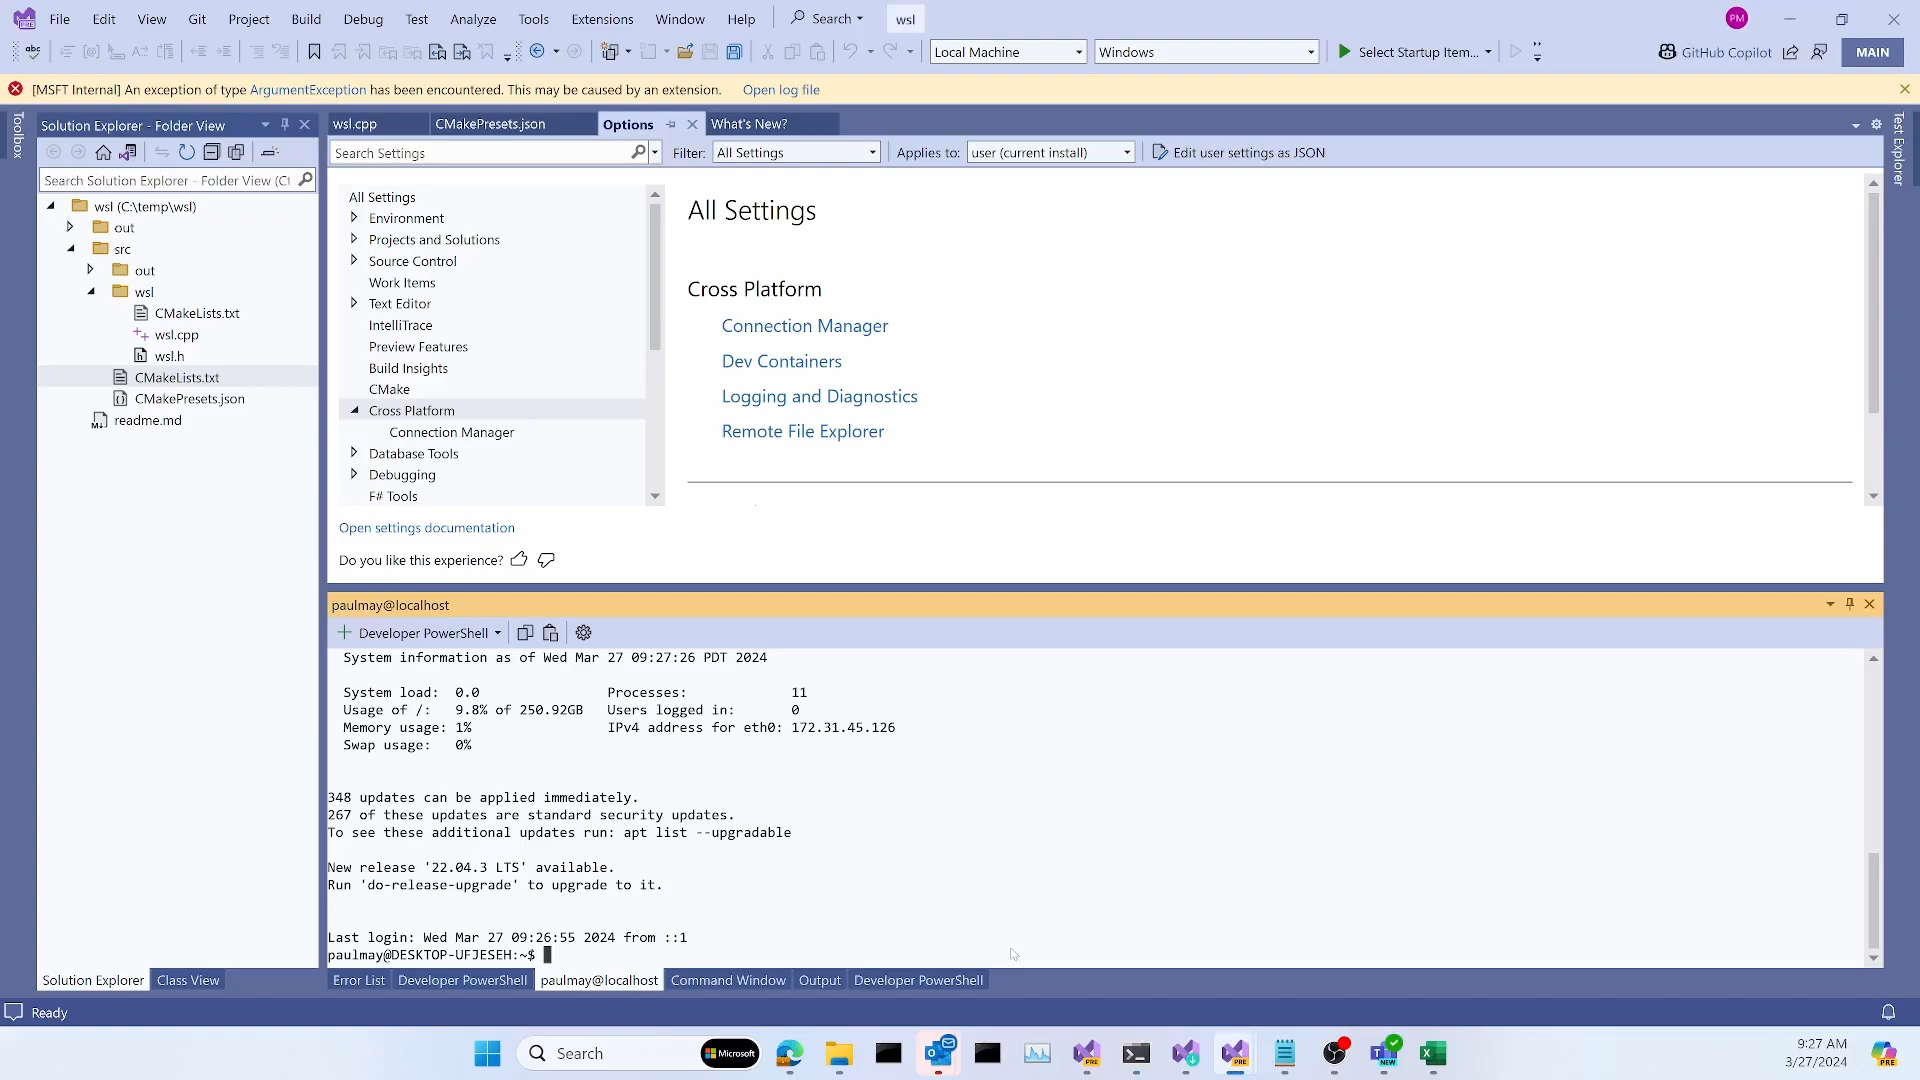 File Edit View Git Project Build Debug Test Analyze Tools Extensions Window Help Search wsl PM
abc Local Machine Windows Select Startup Item... GitHub Copilot MAIN
[MSFT Internal] An exception of type ArgumentException has been encountered. This may be caused by an extension. Open log file
Toolbox
Solution Explorer - Folder View
Search Solution Explorer - Folder View (Ct
wsl (C:\temp\wsl)
out
src
out
wsl
CMakeLists.txt
wsl.cpp
wsl.h
CMakeLists.txt
CMakePresets.json
readme.md
Solution Explorer Class View
wsl.cpp CMakePresets.json Options What's New?
Search Settings Filter: All Settings Applies to: user (current install) Edit user settings as JSON
All Settings
Environment
Projects and Solutions
Source Control
Work Items
Text Editor
IntelliTrace
Preview Features
Build Insights
CMake
Cross Platform
Connection Manager
Database Tools
Debugging
F# Tools
All Settings
Cross Platform
Connection Manager
Dev Containers
Logging and Diagnostics
Remote File Explorer
Open settings documentation
Do you like this experience?
Test Explorer
paulmay@localhost
Developer PowerShell
System information as of Wed Mar 27 09:27:26 PDT 2024
System load: 0.0 Processes: 11
Usage of /: 9.8% of 250.92GB Users logged in: 0
Memory usage: 1% IPv4 address for eth0: 172.31.45.126
Swap usage: 0%
348 updates can be applied immediately.
267 of these updates are standard security updates.
To see these additional updates run: apt list --upgradable
New release '22.04.3 LTS' available.
Run 'do-release-upgrade' to upgrade to it.
Last login: Wed Mar 27 09:26:55 2024 from ::1
paulmay@DESKTOP-UFJESEH:~$
Error List Developer PowerShell paulmay@localhost Command Window Output Developer PowerShell
Ready
Search Microsoft PRE PRE NEW PRE
9:27 AM
3/27/2024